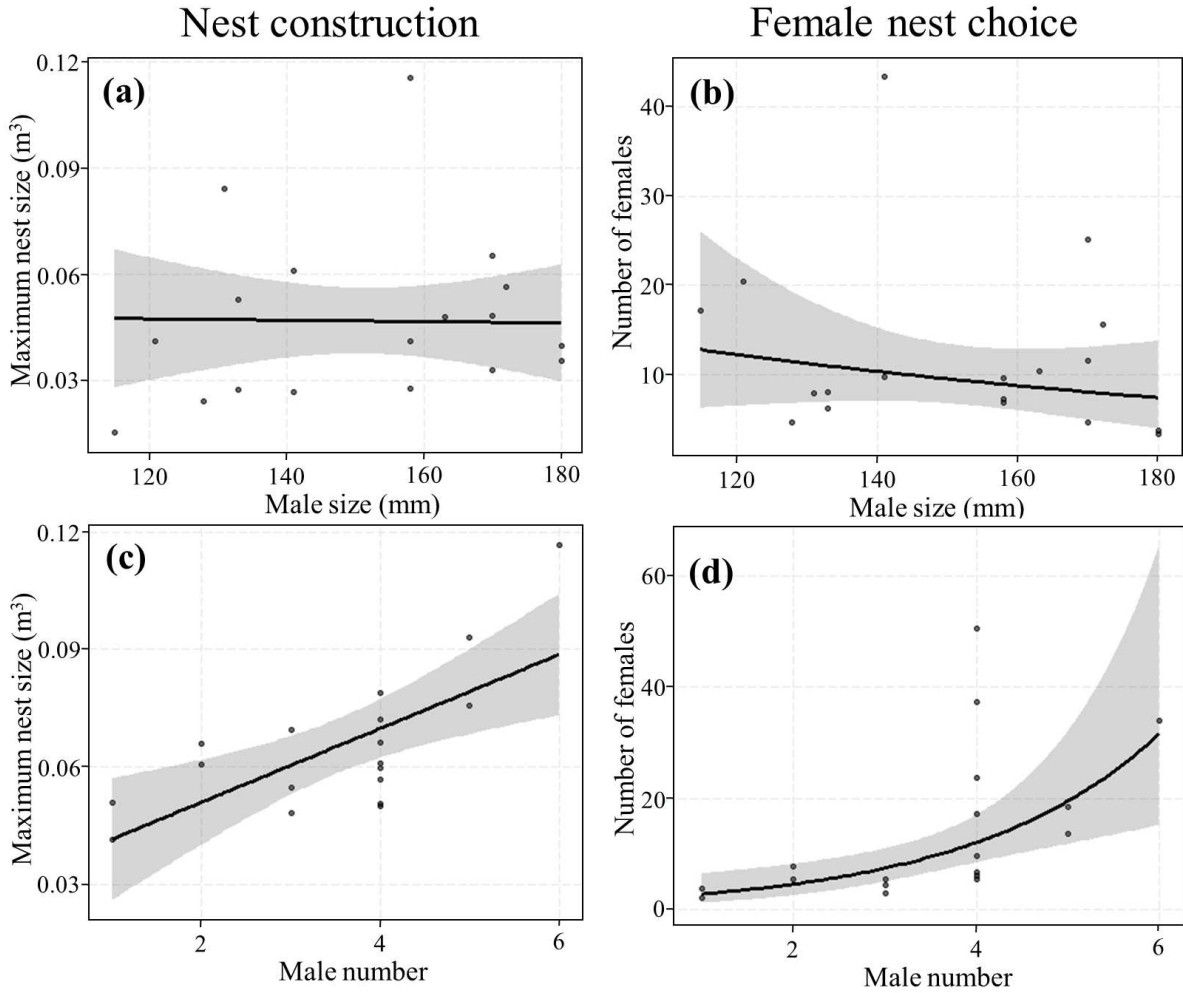 Nest construction
Female nest choice
(a)
Maximum nest size (m³)
0.12
0.09
0.06
0.03
120 140 160 180
Male size (mm)
(b)
Number of females
40
30
20
10
120 140 160 180
Male size (mm)
(c)
Maximum nest size (m³)
0.12
0.09
0.06
0.03
2 4 6
Male number
(d)
Number of females
60
40
20
0
2 4 6
Male number